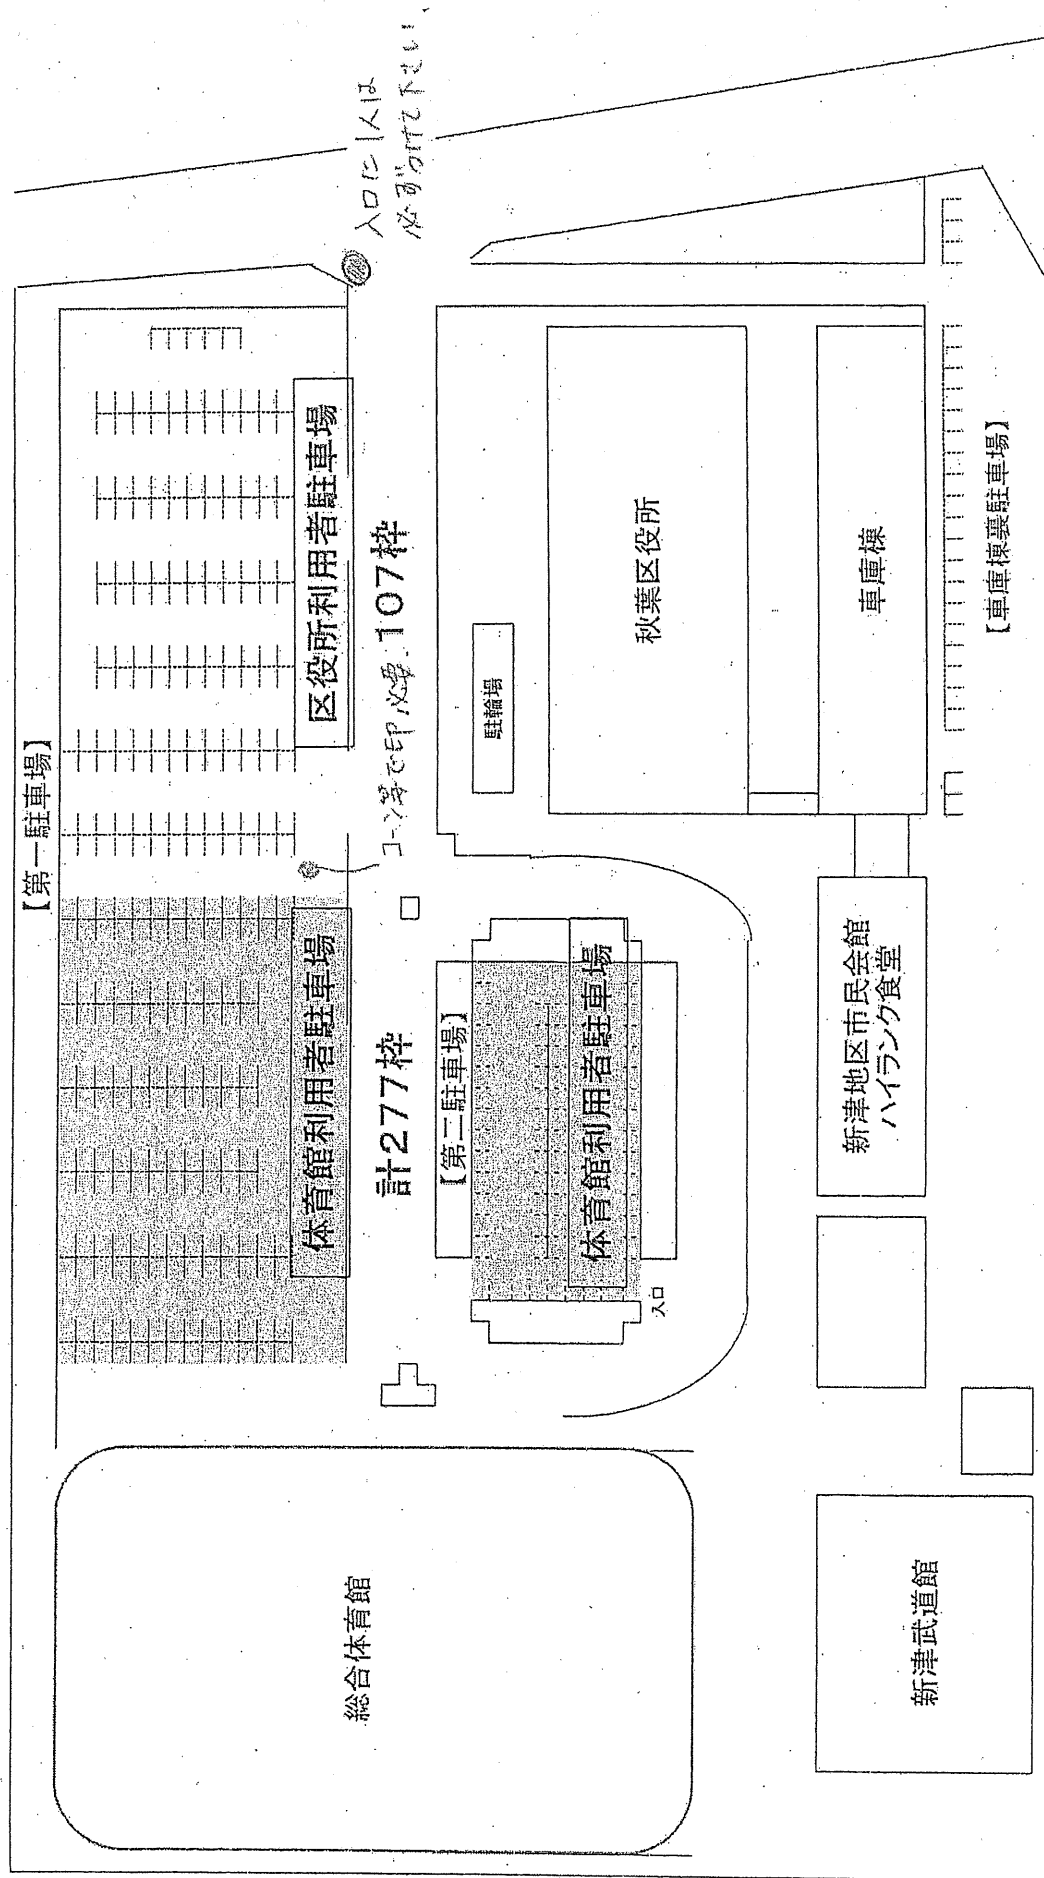 【第一駐車場】
入口に1人は
必ずつけて下さい、
区役所利用者駐車場
107枠
コーン等で印必要
体育館利用者駐車場
計277枠
【第二駐車場】
体育館利用者駐車場
入口
駐輪場
秋葉区役所
車庫棟
【車庫棟裏駐車場】
新津地区市民会館
ハイランク食堂
総合体育館
新津武道館